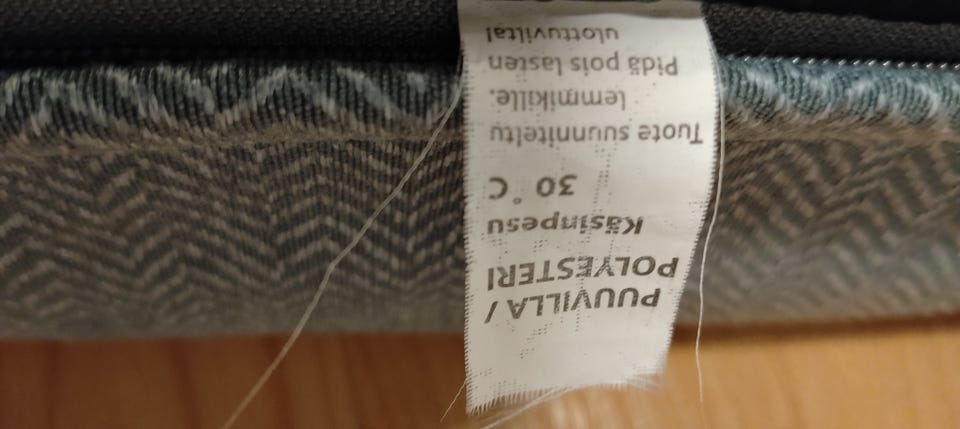 PUUVILLA /
POLYESTERI
Käsinpesu
30°C
Tuote suunniteltu
lemmikille.
Pidä pois lasten
ulottuvilta!